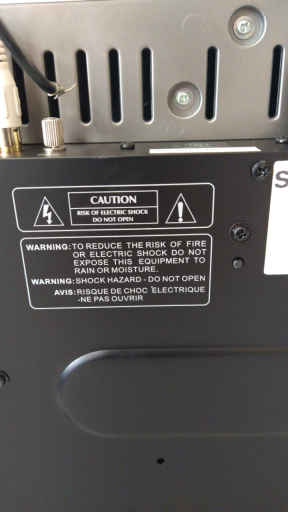 CAUTION
RISK OF ELECTRIC SHOCK
DO NOT OPEN
WARNING: TO REDUCE THE RISK OF FIRE
OR ELECTRIC SHOCK DO NOT
EXPOSE THIS EQUIPMENT TO
RAIN OR MOISTURE.
WARNING: SHOCK HAZARD - DO NOT OPEN
AVIS: RISQUE DE CHOC ELECTRIQUE
-NE PAS OUVRIR
S